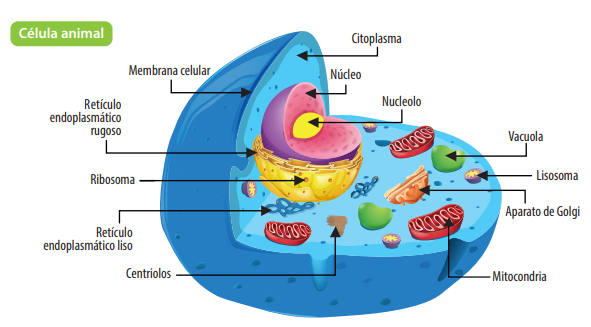 Célula animal
Citoplasma
Membrana celular
Núcleo
Retículo
endoplasmático
rugoso
Nucleolo
Vacuola
Ribosoma
Lisosoma
Aparato de Golgi
Retículo
endoplasmático liso
Centriolos
Mitocondria